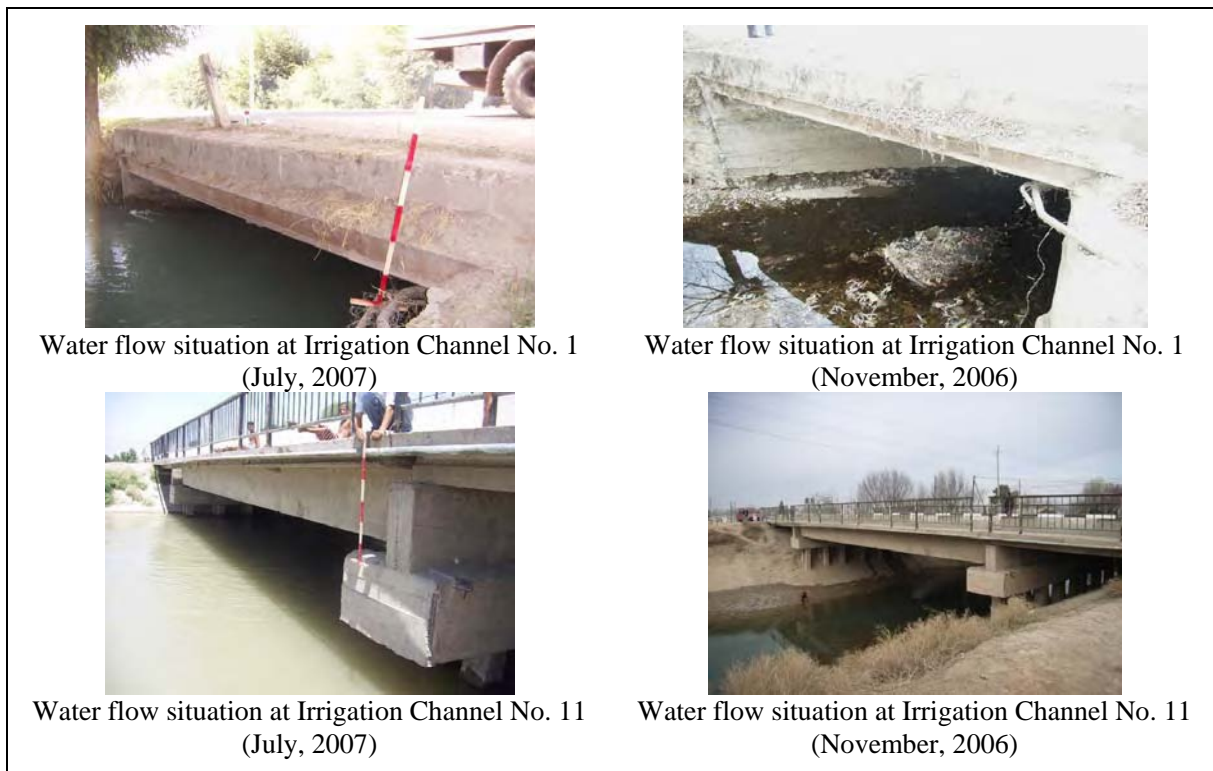 Water flow situation at Irrigation Channel No. 1
(July, 2007)
Water flow situation at Irrigation Channel No. 1
(November, 2006)
Water flow situation at Irrigation Channel No. 11
(July, 2007)
Water flow situation at Irrigation Channel No. 11
(November, 2006)